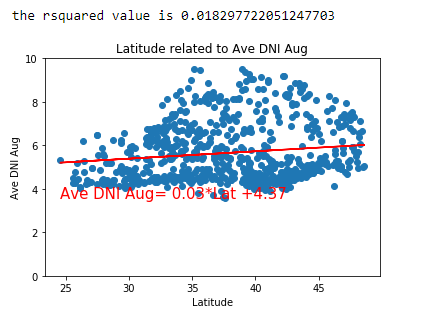 the rsquared value is 0.018297722051247703
Latitude related to Ave DNI Aug
10
8
6
4
2
0
Ave DNI Aug
Ave DNI Aug= 0.03*Lat +4.37
25 30 35 40 45
Latitude